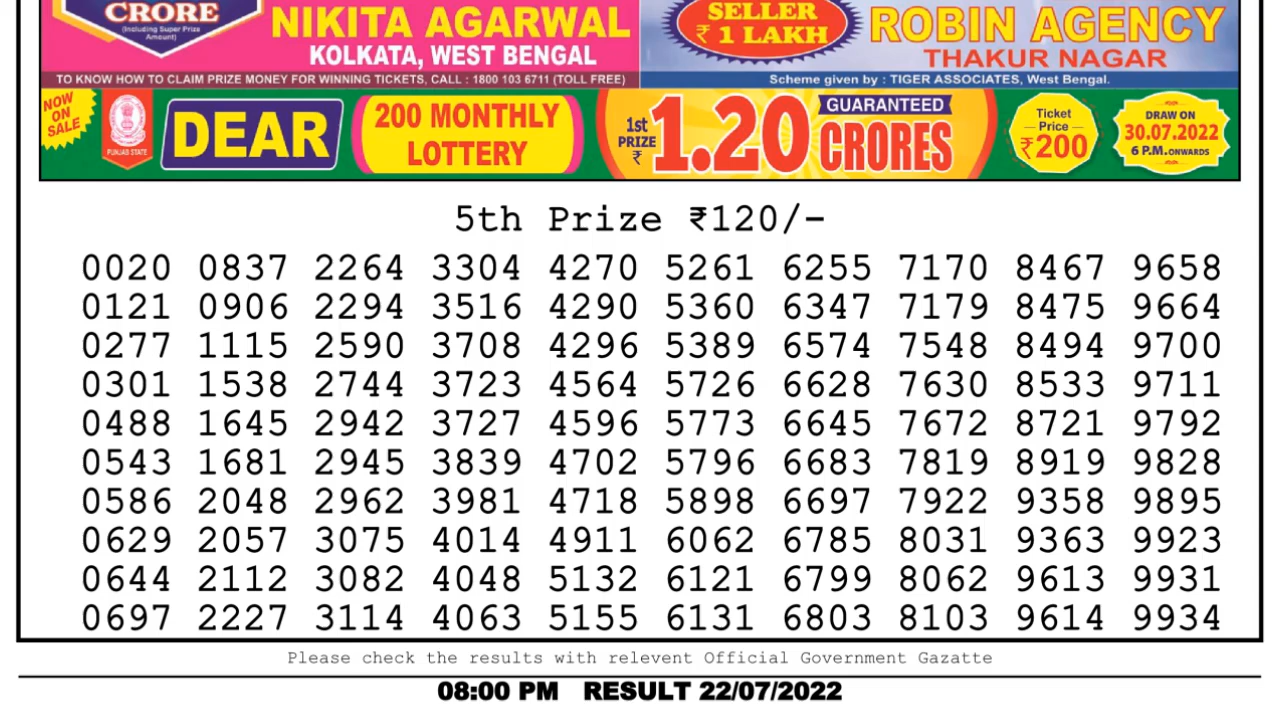 CRORE
(Including Super Prize
Amount)
NIKITA AGARWAL
KOLKATA, WEST BENGAL
TO KNOW HOW TO CLAIM PRIZE MONEY FOR WINNING TICKETS, CALL : 1800 103 6711 (TOLL FREE)
SELLER
₹ 1 LAKH
ROBIN AGENCY
THAKUR NAGAR
Scheme given by : TIGER ASSOCIATES, West Bengal.
NOW
ON
SALE
PUNJAB STATE
DEAR
200 MONTHLY
LOTTERY
1st
PRIZE
₹
1.20
GUARANTEED
CRORES
Ticket
Price
₹200
DRAW ON
30.07.2022
6 P.M. ONWARDS
5th Prize ₹120/-
0020 0837 2264 3304 4270 5261 6255 7170 8467 9658
0121 0906 2294 3516 4290 5360 6347 7179 8475 9664
0277 1115 2590 3708 4296 5389 6574 7548 8494 9700
0301 1538 2744 3723 4564 5726 6628 7630 8533 9711
0488 1645 2942 3727 4596 5773 6645 7672 8721 9792
0543 1681 2945 3839 4702 5796 6683 7819 8919 9828
0586 2048 2962 3981 4718 5898 6697 7922 9358 9895
0629 2057 3075 4014 4911 6062 6785 8031 9363 9923
0644 2112 3082 4048 5132 6121 6799 8062 9613 9931
0697 2227 3114 4063 5155 6131 6803 8103 9614 9934
Please check the results with relevent Official Government Gazatte
08:00 PM RESULT 22/07/2022